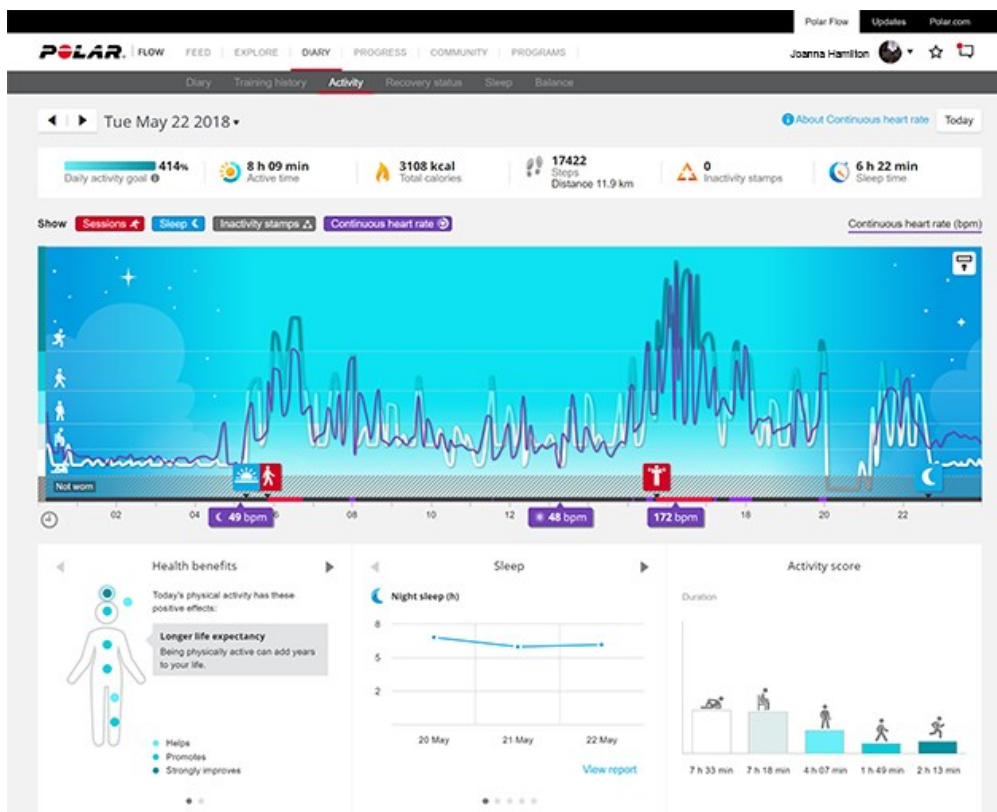 Polar Flow Updates Polar.com
POLAR. FLOW FEED EXPLORE DIARY PROGRESS COMMUNITY PROGRAMS Joanna Hamilton
Diary Training history Activity Recovery status Sleep Balance
Tue May 22 2018 About Continuous heart rate Today
414% 8 h 09 min 3108 kcal 17422 0 6 h 22 min
Daily activity goal Active time Total calories Steps Inactivity stamps Sleep time
Distance 11.9 km
Show Sessions Sleep Inactivity stamps Continuous heart rate Continuous heart rate (bpm)
Not worn
02 04 06 08 10 12 16 18 20 22
49 bpm 48 bpm 172 bpm
Health benefits
Today's physical activity has these
positive effects:
Longer life expectancy
Being physically active can add years
to your life.
Helps
Promotes
Strongly improves
Sleep
Night sleep (h)
8
5
2
20 May 21 May 22 May
View report
Activity score
Duration
7 h 33 min 7 h 18 min 4 h 07 min 1 h 49 min 2 h 13 min